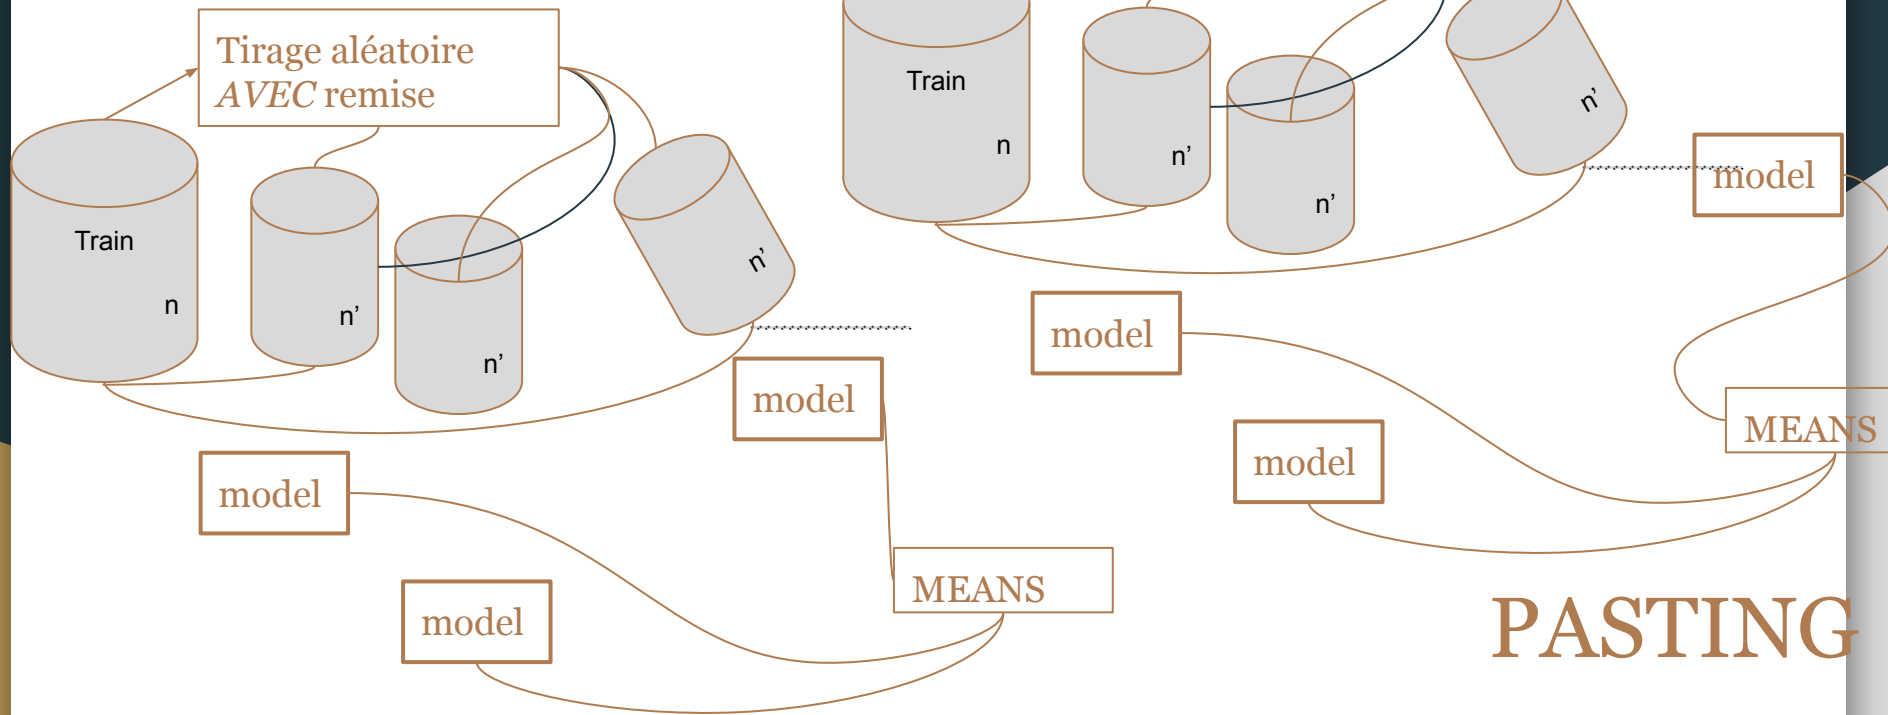 Tirage aléatoire
AVEC remise
Train
n
n'
n'
n'
model
model
model
MEANS
Train
n
n'
n'
n'
model
model
model
MEANS
PASTING